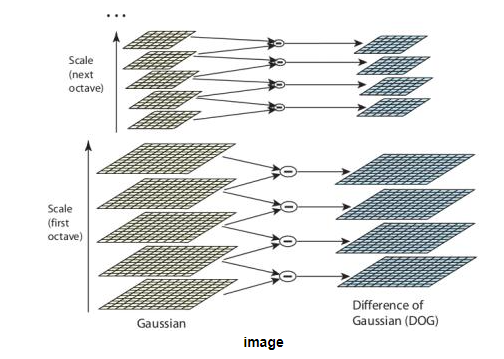 ...
Scale
(next
octave)
Scale
(first
octave)
Gaussian
Difference of
Gaussian (DOG)
image